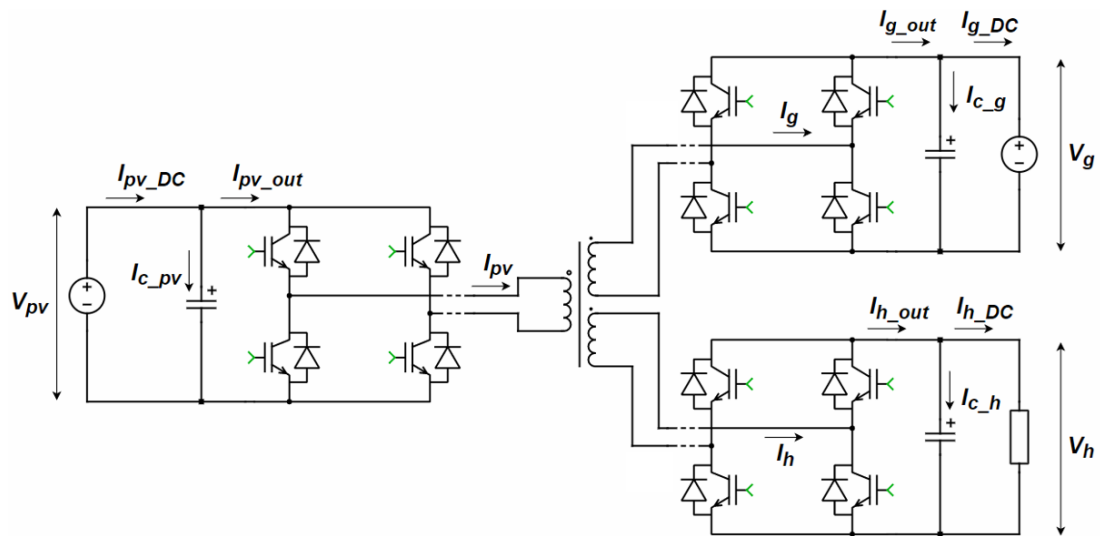 I_g_out I_g_DC
I_c_g
I_g
V_g
I_pv_DC I_pv_out
I_c_pv
I_pv
V_pv
I_h_out I_h_DC
I_c_h
I_h
V_h